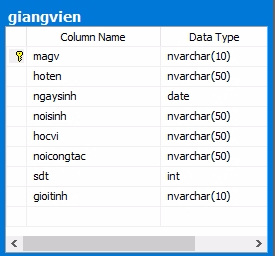 giangvien
Column Name Data Type
magv nvarchar(10)
hoten nvarchar(50)
ngaysinh date
noisinh nvarchar(50)
hocvi nvarchar(50)
noicongtac nvarchar(50)
sdt int
gioitinh nvarchar(10)